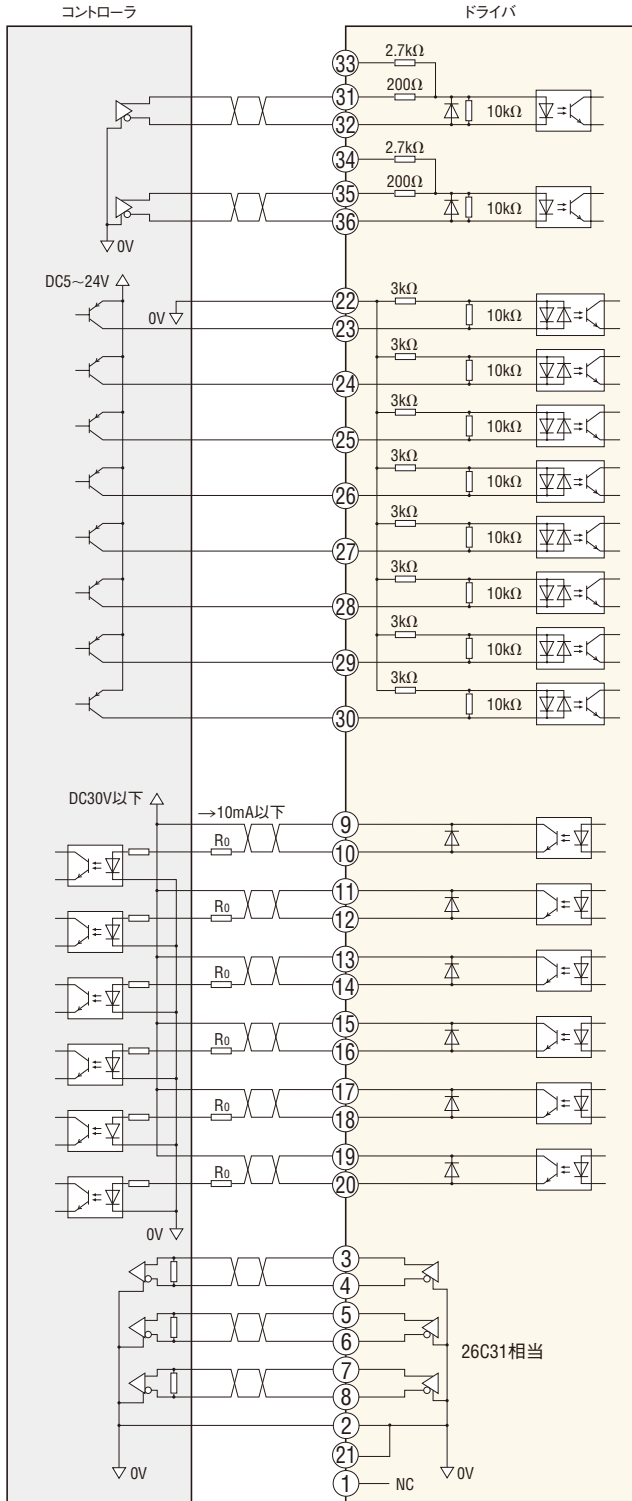 コントローラ
ドライバ
33 2.7kΩ
31 200Ω
32 10kΩ
34 2.7kΩ
35 200Ω
36 10kΩ
0V
DC5~24V
0V 22 3kΩ
23 10kΩ
3kΩ
24 10kΩ
3kΩ
25 10kΩ
3kΩ
26 10kΩ
3kΩ
27 10kΩ
3kΩ
28 10kΩ
3kΩ
29 10kΩ
3kΩ
30 10kΩ
DC30V以下
→10mA以下
9
R0 10
11
R0 12
13
R0 14
15
R0 16
17
R0 18
19
R0 20
0V
3
4
5
6
26C31相当
7
8
2
21
0V 0V
1 NC